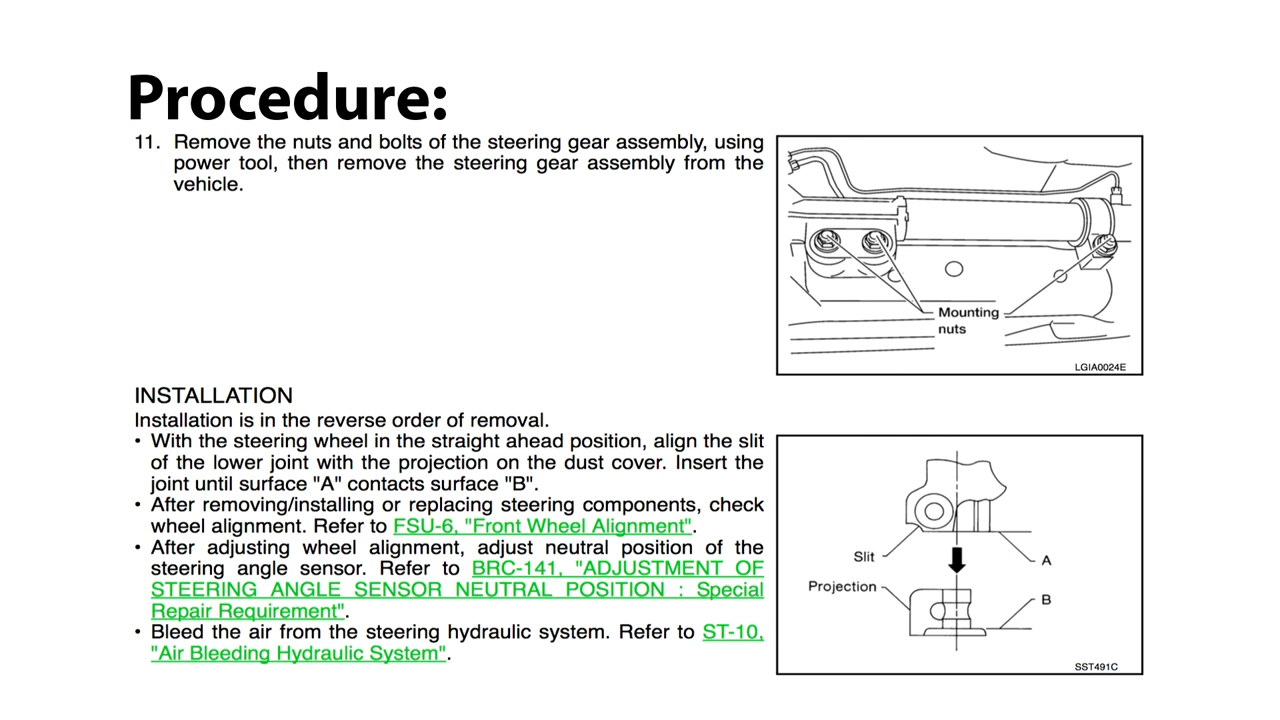 Procedure:
11. Remove the nuts and bolts of the steering gear assembly, using
power tool, then remove the steering gear assembly from the
vehicle.
Mounting
nuts
LGIA0024E
INSTALLATION
Installation is in the reverse order of removal.
• With the steering wheel in the straight ahead position, align the slit
of the lower joint with the projection on the dust cover. Insert the
joint until surface "A" contacts surface "B".
• After removing/installing or replacing steering components, check
wheel alignment. Refer to FSU-6, "Front Wheel Alignment".
• After adjusting wheel alignment, adjust neutral position of the
steering angle sensor. Refer to BRC-141, "ADJUSTMENT OF
STEERING ANGLE SENSOR NEUTRAL POSITION : Special
Repair Requirement".
• Bleed the air from the steering hydraulic system. Refer to ST-10,
"Air Bleeding Hydraulic System".
Slit
A
Projection
B
SST491C